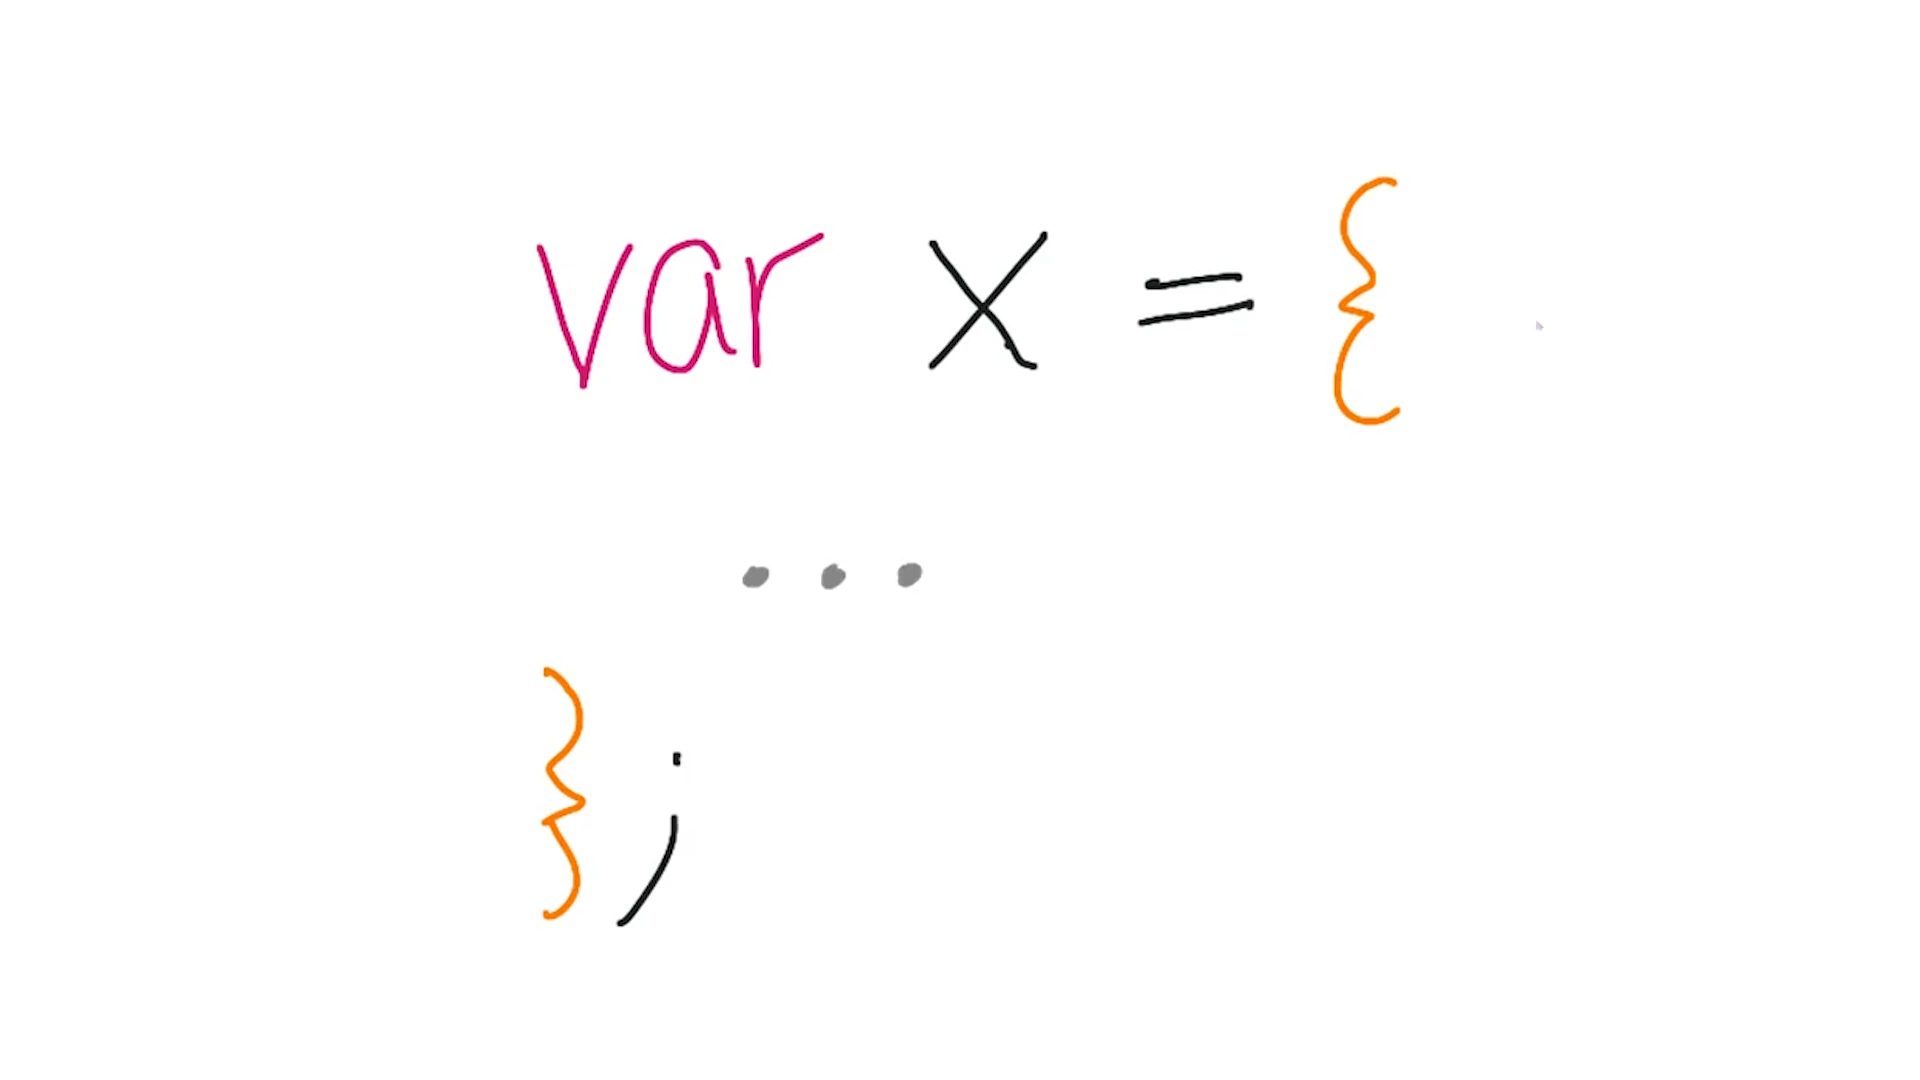 var x = {
...
};